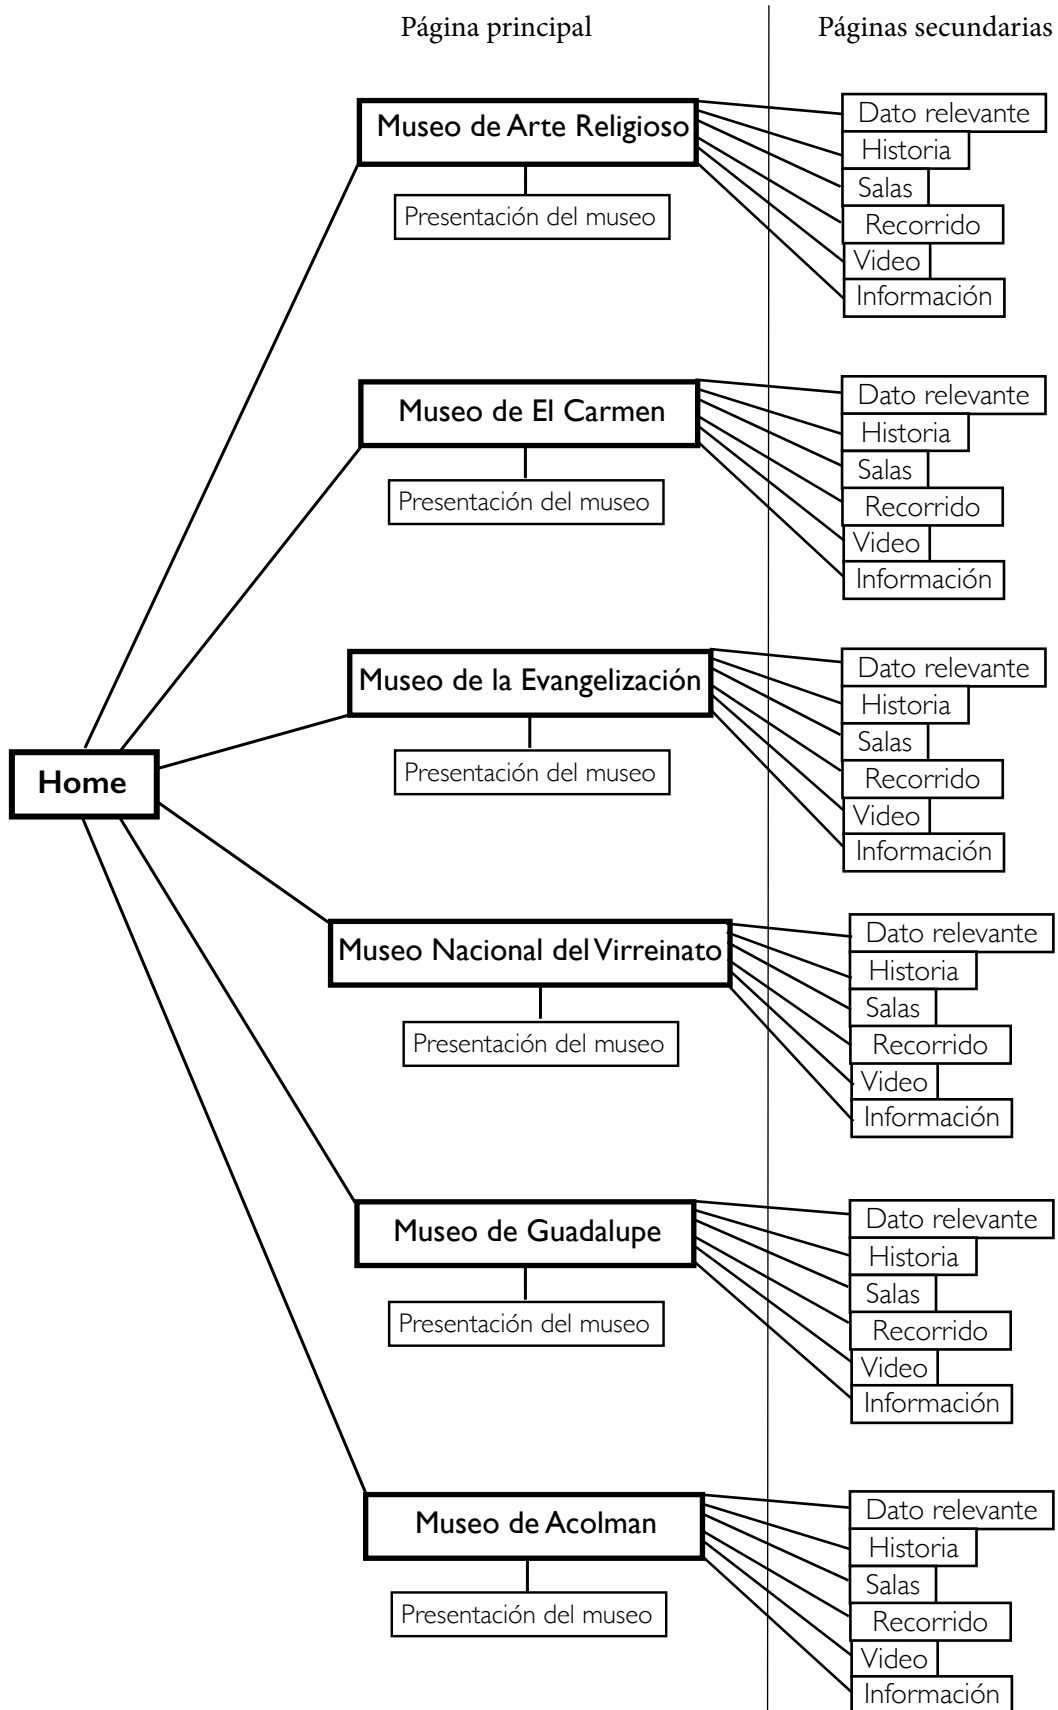 Página principal
Páginas secundarias
Museo de Arte Religioso
Presentación del museo
Dato relevante
Historia
Salas
Recorrido
Video
Información
Museo de El Carmen
Presentación del museo
Dato relevante
Historia
Salas
Recorrido
Video
Información
Museo de la Evangelización
Presentación del museo
Dato relevante
Historia
Salas
Recorrido
Video
Información
Home
Museo Nacional del Virreinato
Presentación del museo
Dato relevante
Historia
Salas
Recorrido
Video
Información
Museo de Guadalupe
Presentación del museo
Dato relevante
Historia
Salas
Recorrido
Video
Información
Museo de Acolman
Presentación del museo
Dato relevante
Historia
Salas
Recorrido
Video
Información